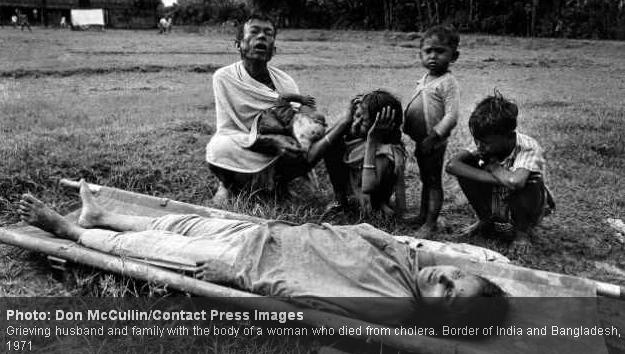 Photo: Don McCullin/Contact Press Images
Grieving husband and family with the body of a woman who died from cholera. Border of India and Bangladesh,
1971